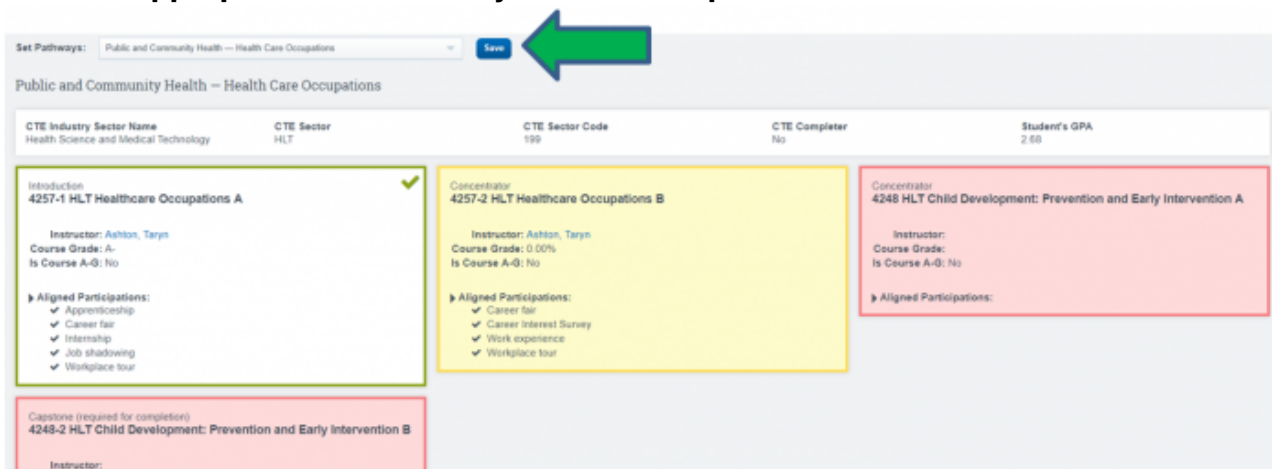 Set Pathways: Public and Community Health — Health Care Occupations Save
Public and Community Health — Health Care Occupations
CTE Industry Sector Name CTE Sector CTE Sector Code CTE Completer Student's GPA
Health Science and Medical Technology HLT 199 No 2.68
Introduction
4257-1 HLT Healthcare Occupations A
Instructor: Ashton, Taryn
Course Grade: A-
Is Course A-G: No
Aligned Participations:
Apprenticeship
Career fair
Internship
Job shadowing
Workplace tour
Concentrator
4257-2 HLT Healthcare Occupations B
Instructor: Ashton, Taryn
Course Grade: 0.00%
Is Course A-G: No
Aligned Participations:
Career fair
Career Interest Survey
Work experience
Workplace tour
Concentrator
4248 HLT Child Development: Prevention and Early Intervention A
Instructor:
Course Grade:
Is Course A-G: No
Aligned Participations:
Capstone (required for completion)
4248-2 HLT Child Development: Prevention and Early Intervention B
Instructor: